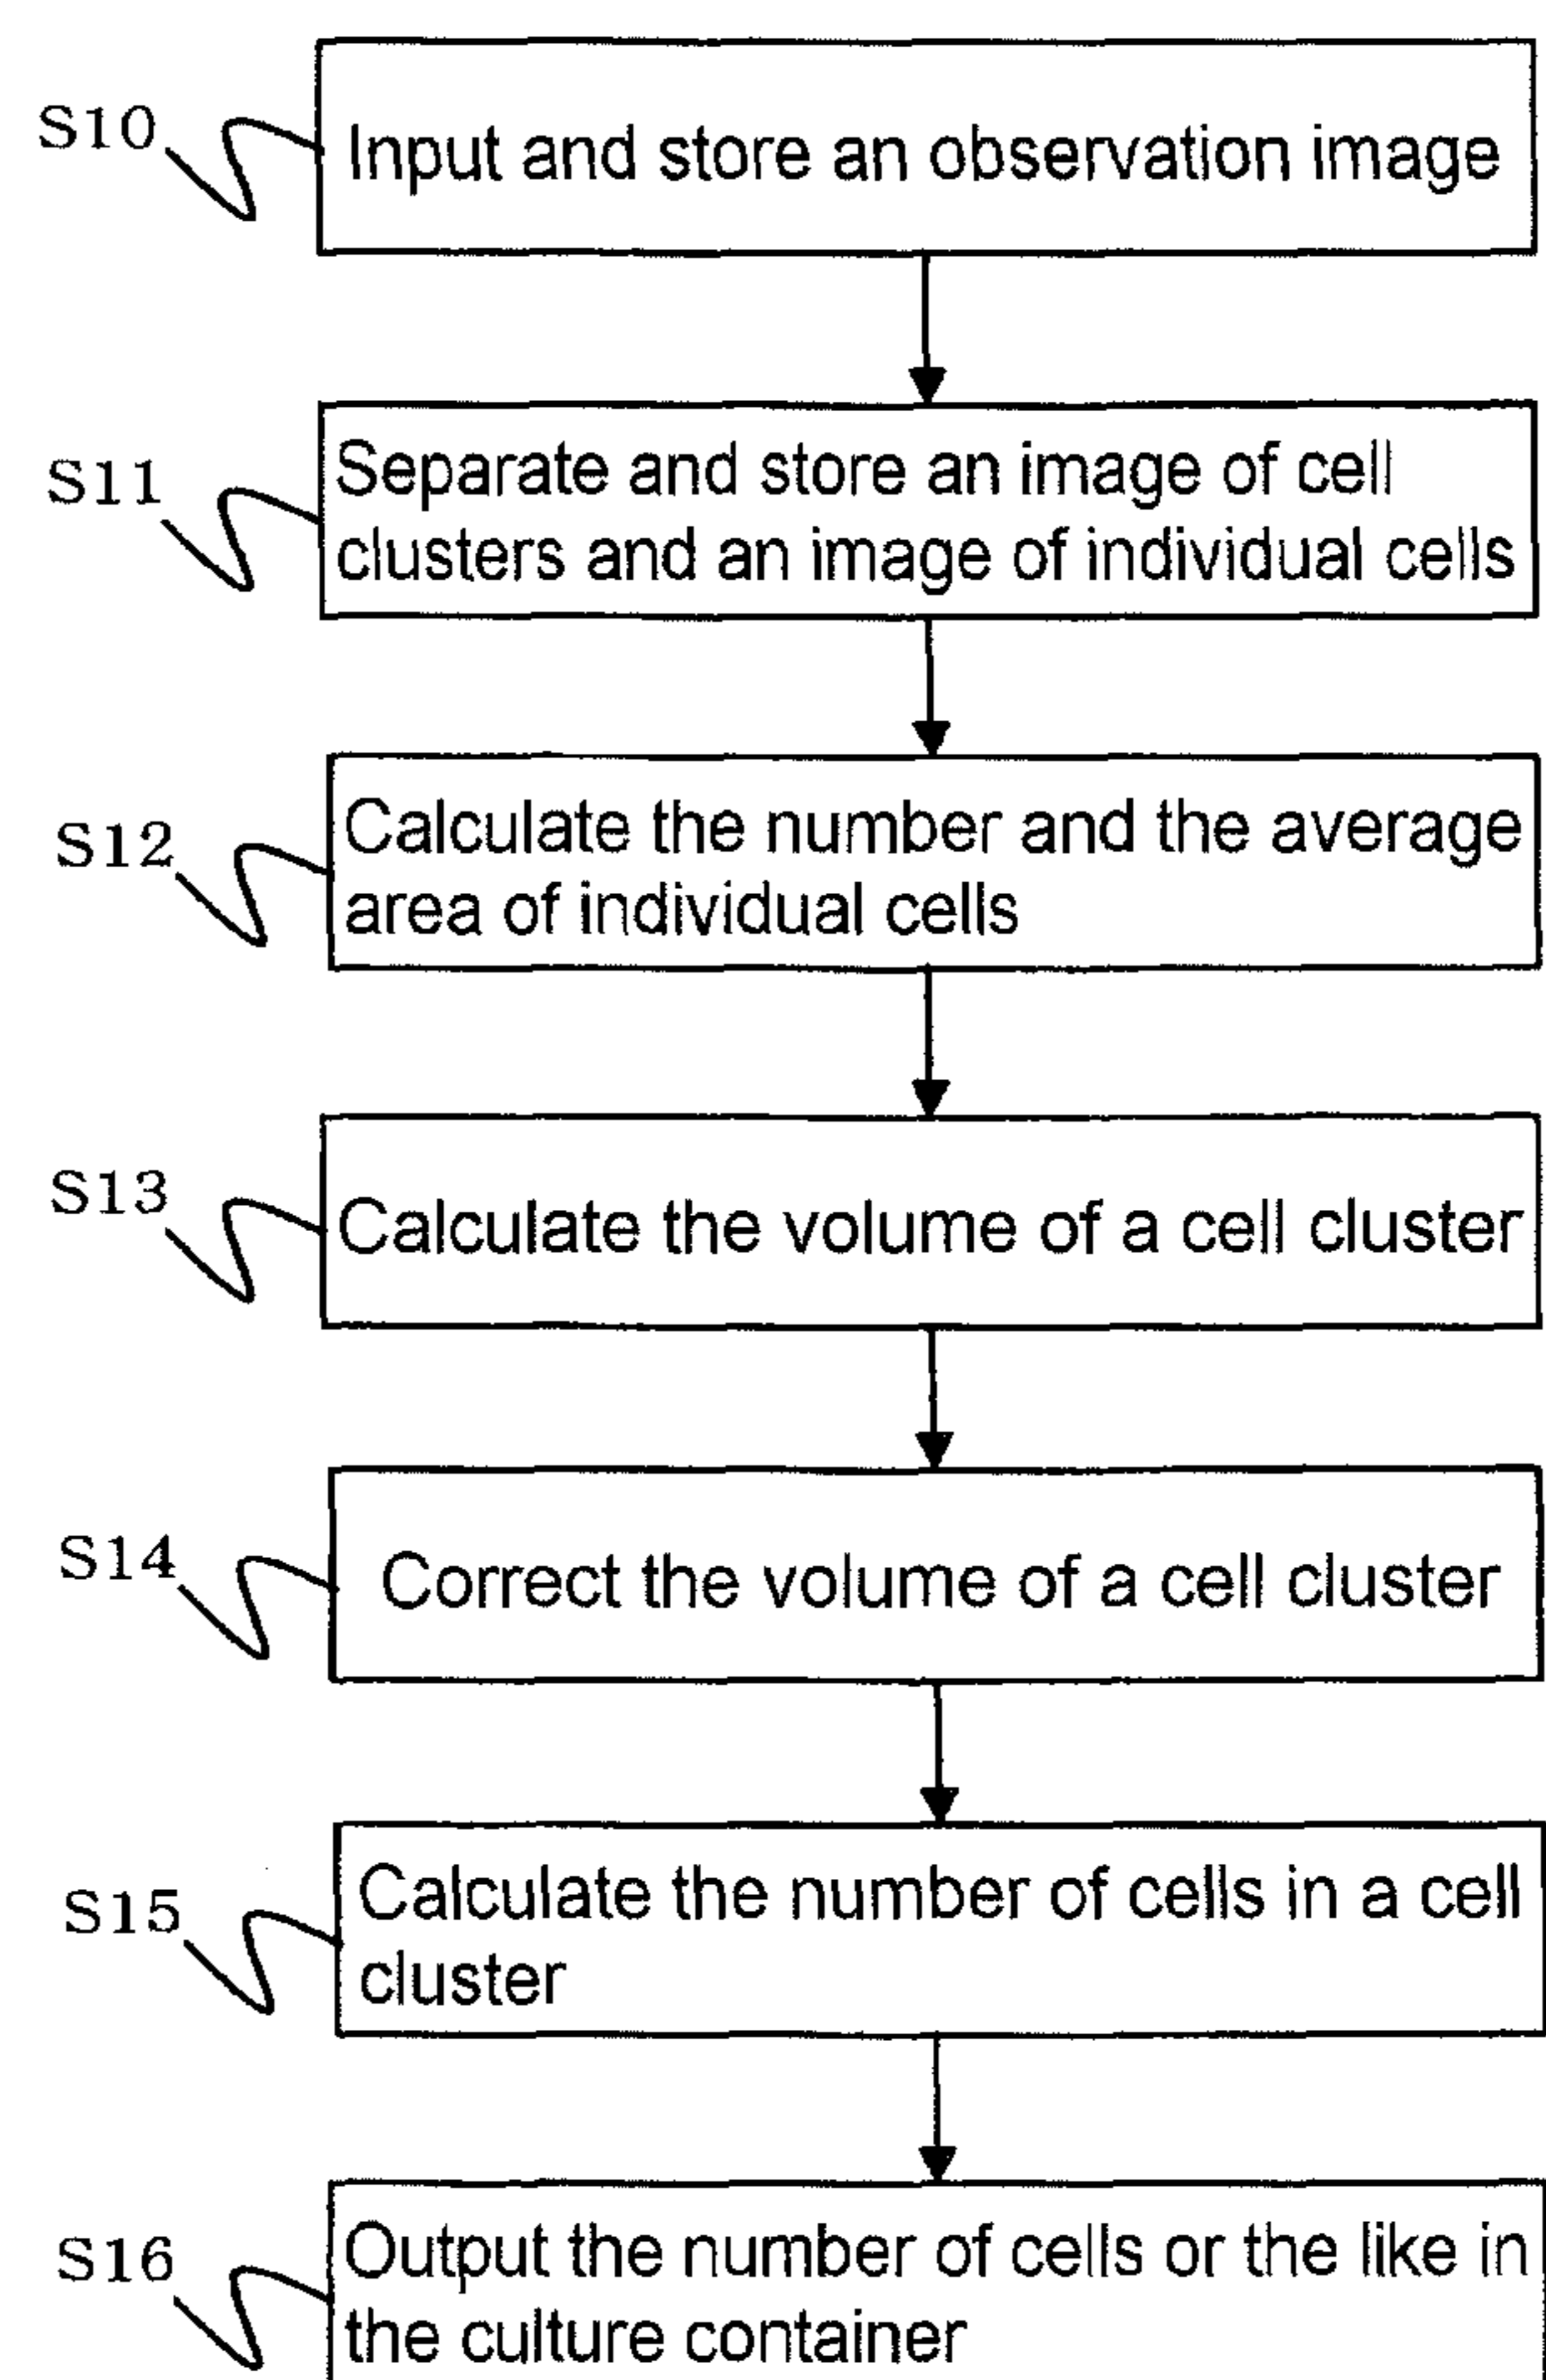 S10
Input and store an observation image
S11
Separate and store an image of cell
clusters and an image of individual cells
S12
Calculate the number and the average
area of individual cells
S13
Calculate the volume of a cell cluster
S14
Correct the volume of a cell cluster
S15
Calculate the number of cells in a cell
cluster
S16
Output the number of cells or the like in
the culture container